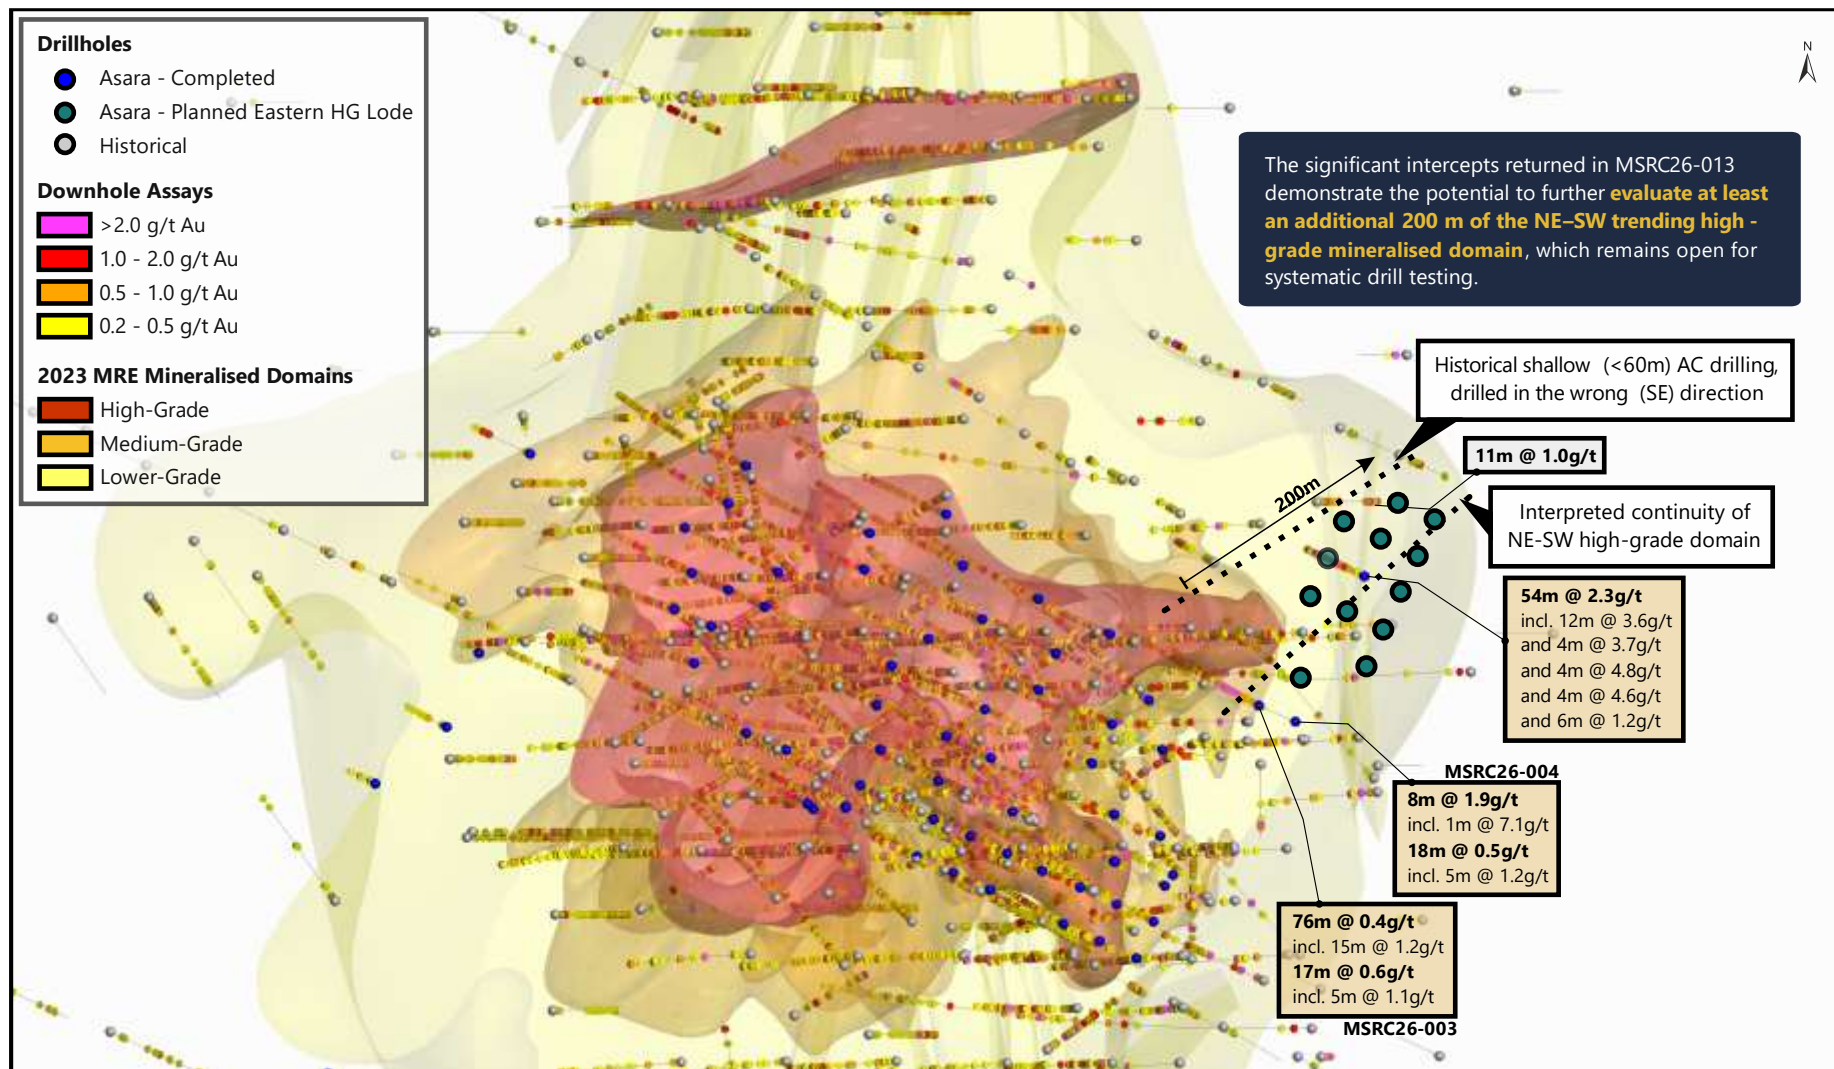 Drillholes
Asara - Completed
Asara - Planned Eastern HG Lode
Historical
Downhole Assays
>2.0 g/t Au
1.0 - 2.0 g/t Au
0.5 - 1.0 g/t Au
0.2 - 0.5 g/t Au
2023 MRE Mineralised Domains
High-Grade
Medium-Grade
Lower-Grade
N
The significant intercepts returned in MSRC26-013
demonstrate the potential to further evaluate at least
an additional 200 m of the NE–SW trending high -
grade mineralised domain, which remains open for
systematic drill testing.
Historical shallow (<60m) AC drilling,
drilled in the wrong (SE) direction
11m @ 1.0g/t
200m
Interpreted continuity of
NE-SW high-grade domain
54m @ 2.3g/t
incl. 12m @ 3.6g/t
and 4m @ 3.7g/t
and 4m @ 4.8g/t
and 4m @ 4.6g/t
and 6m @ 1.2g/t
MSRC26-004
8m @ 1.9g/t
incl. 1m @ 7.1g/t
18m @ 0.5g/t
incl. 5m @ 1.2g/t
76m @ 0.4g/t
incl. 15m @ 1.2g/t
17m @ 0.6g/t
incl. 5m @ 1.1g/t
MSRC26-003